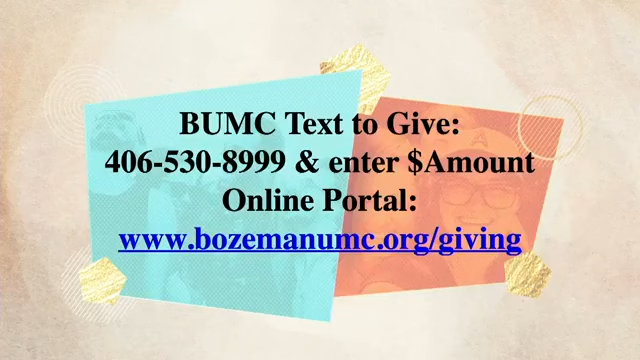 BUMC Text to Give:
406-530-8999 & enter $Amount
Online Portal:
www.bozemanumc.org/giving